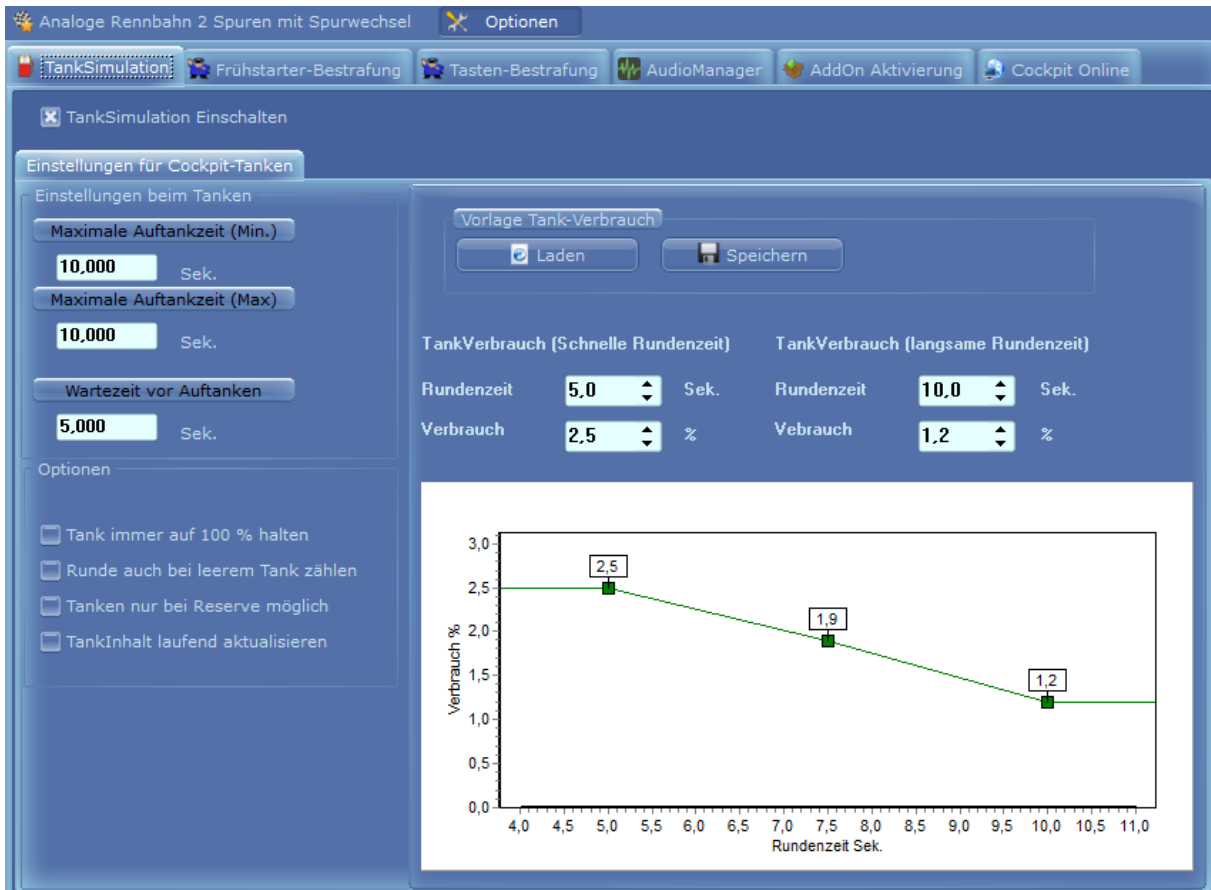 Analoge Rennbahn 2 Spuren mit Spurwechsel Optionen
TankSimulation Frühstarter-Bestrafung Tasten-Bestrafung AudioManager AddOn Aktivierung Cockpit Online
TankSimulation Einschalten
Einstellungen für Cockpit-Tanken
Einstellungen beim Tanken
Maximale Auftankzeit (Min.)
10,000 Sek.
Maximale Auftankzeit (Max)
10,000 Sek.
Wartezeit vor Auftanken
5,000 Sek.
Optionen
Tank immer auf 100 % halten
Runde auch bei leerem Tank zählen
Tanken nur bei Reserve möglich
TankInhalt laufend aktualisieren
Vorlage Tank-Verbrauch
Laden Speichern
TankVerbrauch (Schnelle Rundenzeit) TankVerbrauch (langsame Rundenzeit)
Rundenzeit 5,0 Sek. Rundenzeit 10,0 Sek.
Verbrauch 2,5 % Vebrauch 1,2 %
3,0
2,5
2,0
1,5
1,0
0,5
0,0
Verbrauch %
2,5
1,9
1,2
4,0 4,5 5,0 5,5 6,0 6,5 7,0 7,5 8,0 8,5 9,0 9,5 10,0 10,5 11,0
Rundenzeit Sek.